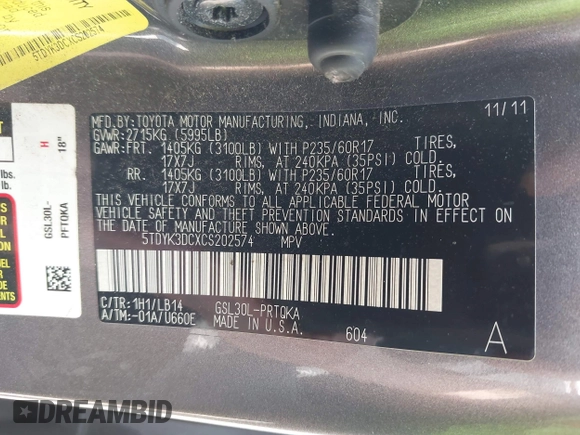 5TDYK3DCXCS202574
MFD. BY: TOYOTA MOTOR MANUFACTURING, INDIANA, INC. 11/11
GVWR: 2715KG (5995LB)
GAWR: FRT. 1405KG (3100LB) WITH P235/60R17 TIRES,
17X7J RIMS, AT 240KPA (35PSI) COLD.
RR. 1405KG (3100LB) WITH P235/60R17 TIRES,
17X7J RIMS, AT 240KPA (35PSI) COLD.
THIS VEHICLE CONFORMS TO ALL APPLICABLE FEDERAL MOTOR
VEHICLE SAFETY AND THEFT PREVENTION STANDARDS IN EFFECT ON
THE DATE OF MANUFACTURE SHOWN ABOVE.
5TDYK3DCXCS202574 MPV
C/TR: 1H1/LB14 GSL30L-PRTQKA
A/TM:-01A/U660E MADE IN U.S.A. 604 A
H 18"
GSL30L-
lbs.
lb.
DREAMBID